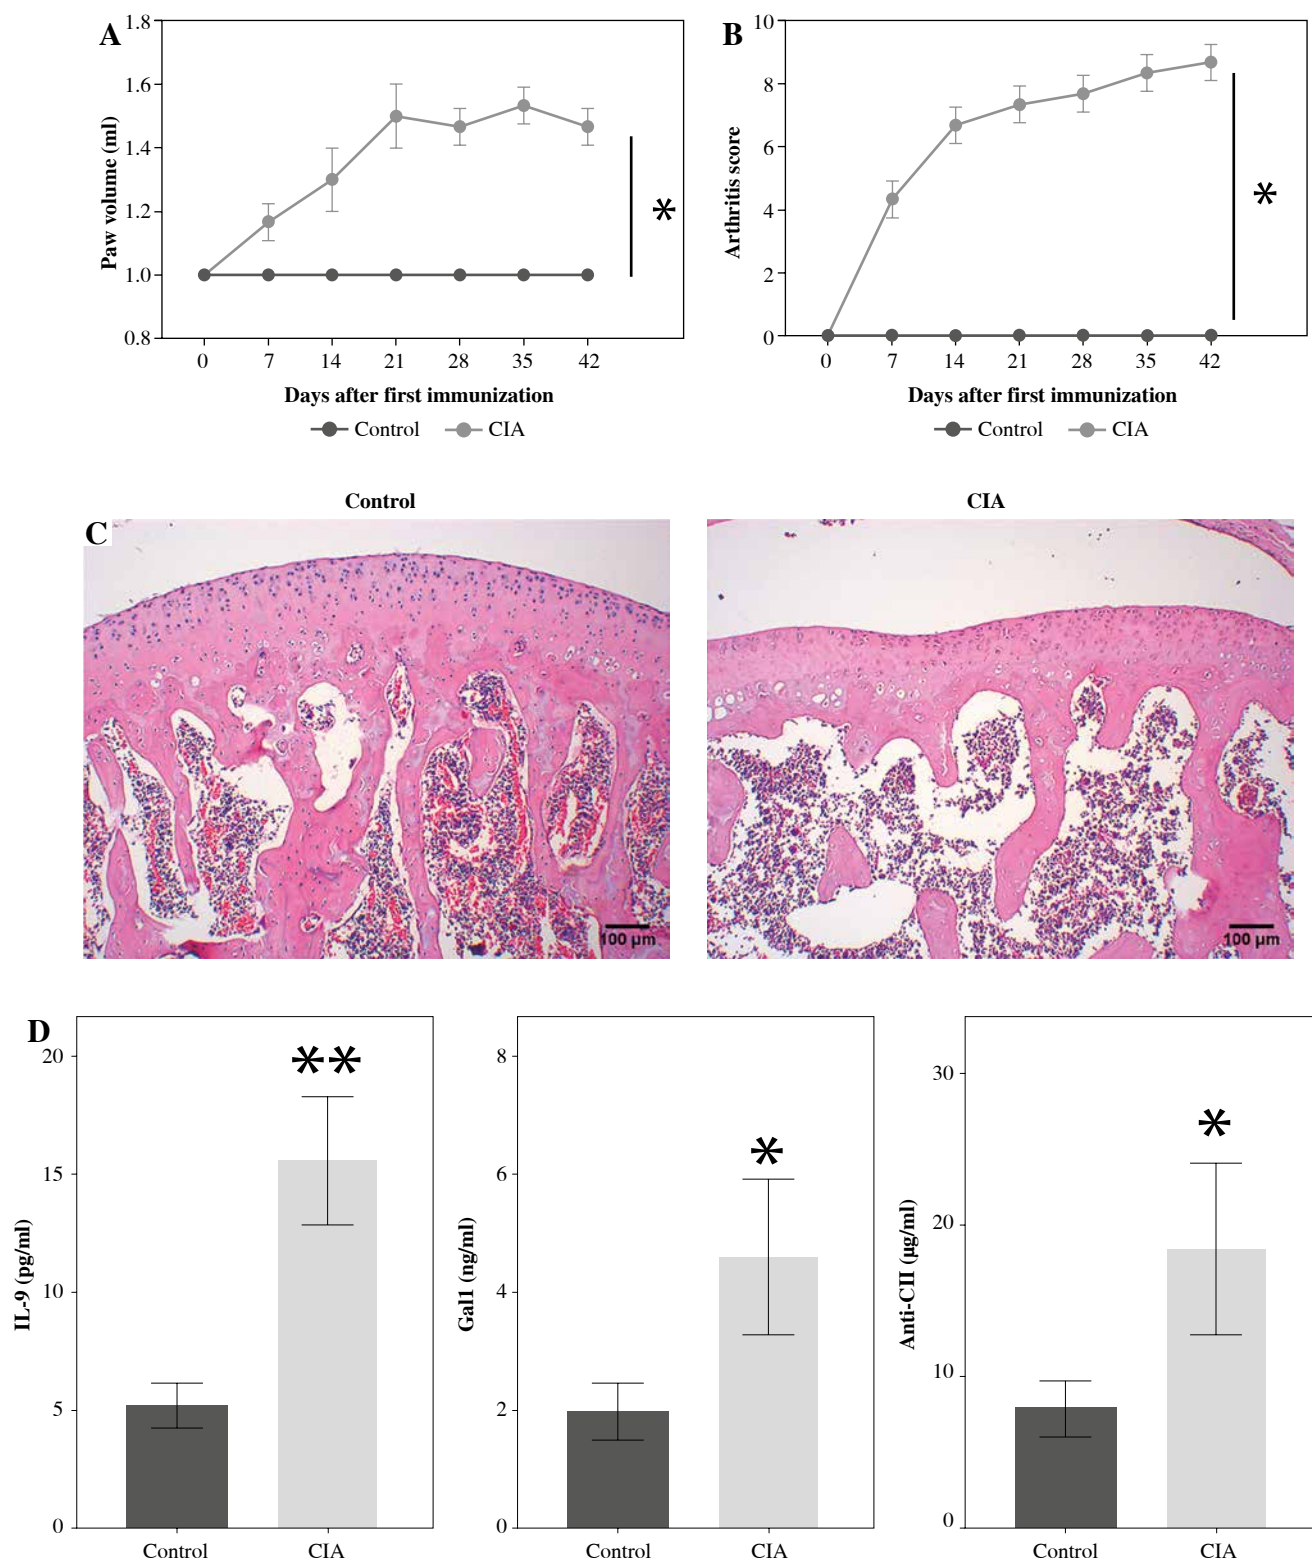 A
1.8
1.6
1.4
1.2
1.0
0.8
Paw volume (ml)
*
0 7 14 21 28 35 42
Days after first immunization
Control CIA
B
10
8
6
4
2
0
Arthritis score
*
0 7 14 21 28 35 42
Days after first immunization
Control CIA
Control
CIA
C
100 µm
100 µm
D
20
15
10
5
0
IL-9 (pg/ml)
**
Control CIA
8
6
4
2
0
Gal1 (ng/ml)
*
Control CIA
30
20
10
0
Anti-CII (µg/ml)
*
Control CIA